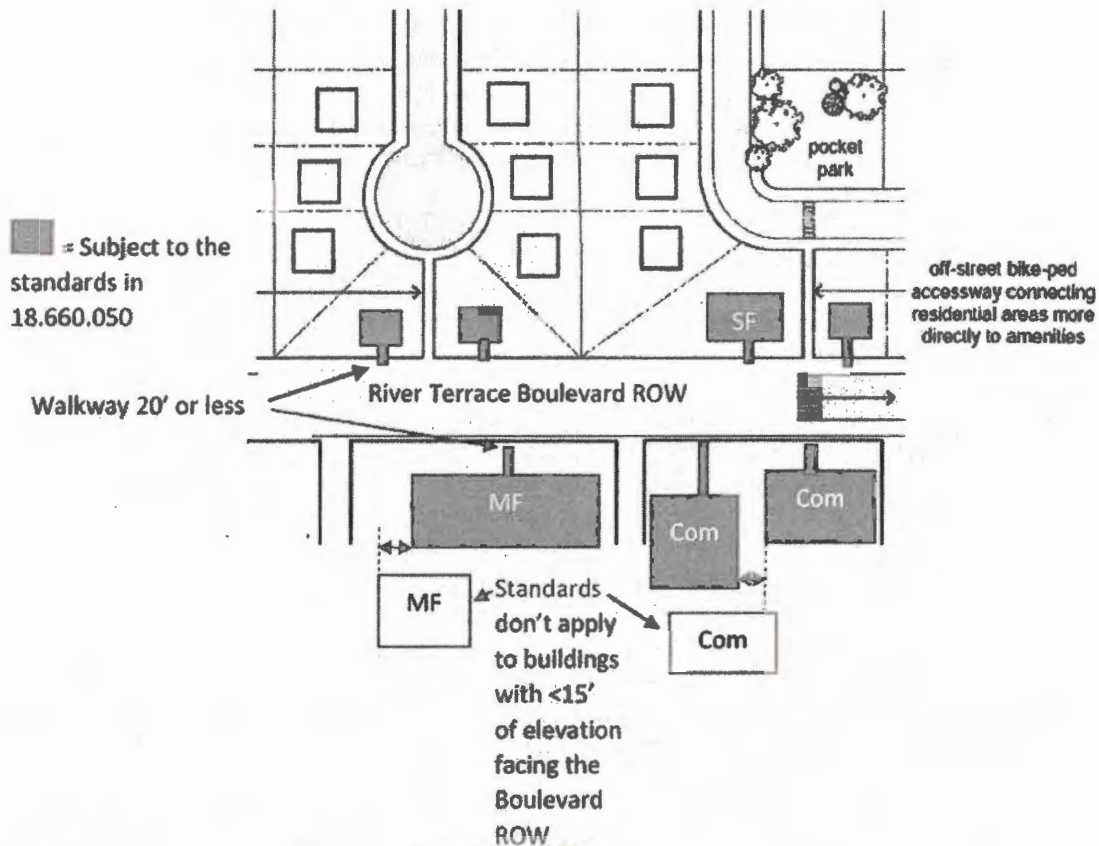 pocket
park
= Subject to the
standards in
18.660.050
off-street bike-ped
accessway connecting
residential areas more
directly to amenities
SF
Walkway 20' or less
River Terrace Boulevard ROW
MF
Com
Com
MF
Standards
don't apply
to buildings
with <15'
of elevation
facing the
Boulevard
ROW
Com